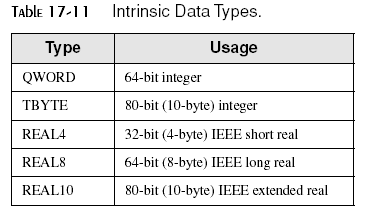 TABLE 17-11 Intrinsic Data Types.
Type Usage
QWORD 64-bit integer
TBYTE 80-bit (10-byte) integer
REAL4 32-bit (4-byte) IEEE short real
REAL8 64-bit (8-byte) IEEE long real
REAL10 80-bit (10-byte) IEEE extended real